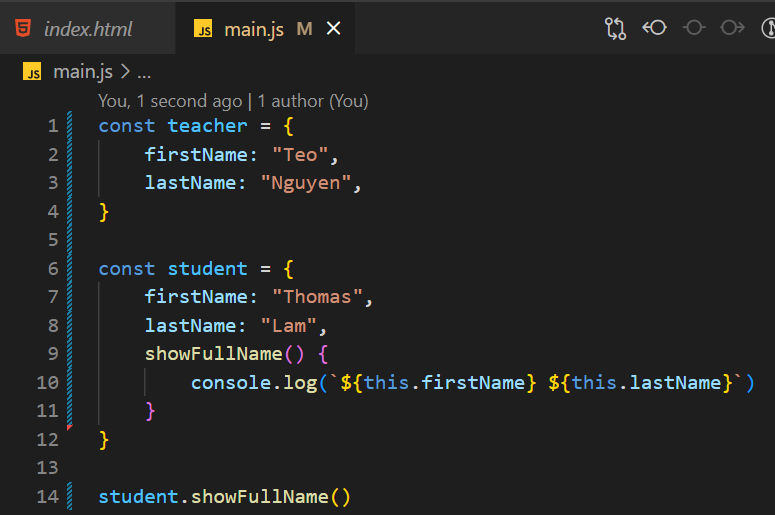 index.html JS main.js M
JS main.js > ...
You, 1 second ago | 1 author (You)
1 const teacher = {
2     firstName: "Teo",
3     lastName: "Nguyen",
4 }
5
6 const student = {
7     firstName: "Thomas",
8     lastName: "Lam",
9     showFullName() {
10         console.log(`${this.firstName} ${this.lastName}`)
11     }
12 }
13
14 student.showFullName()